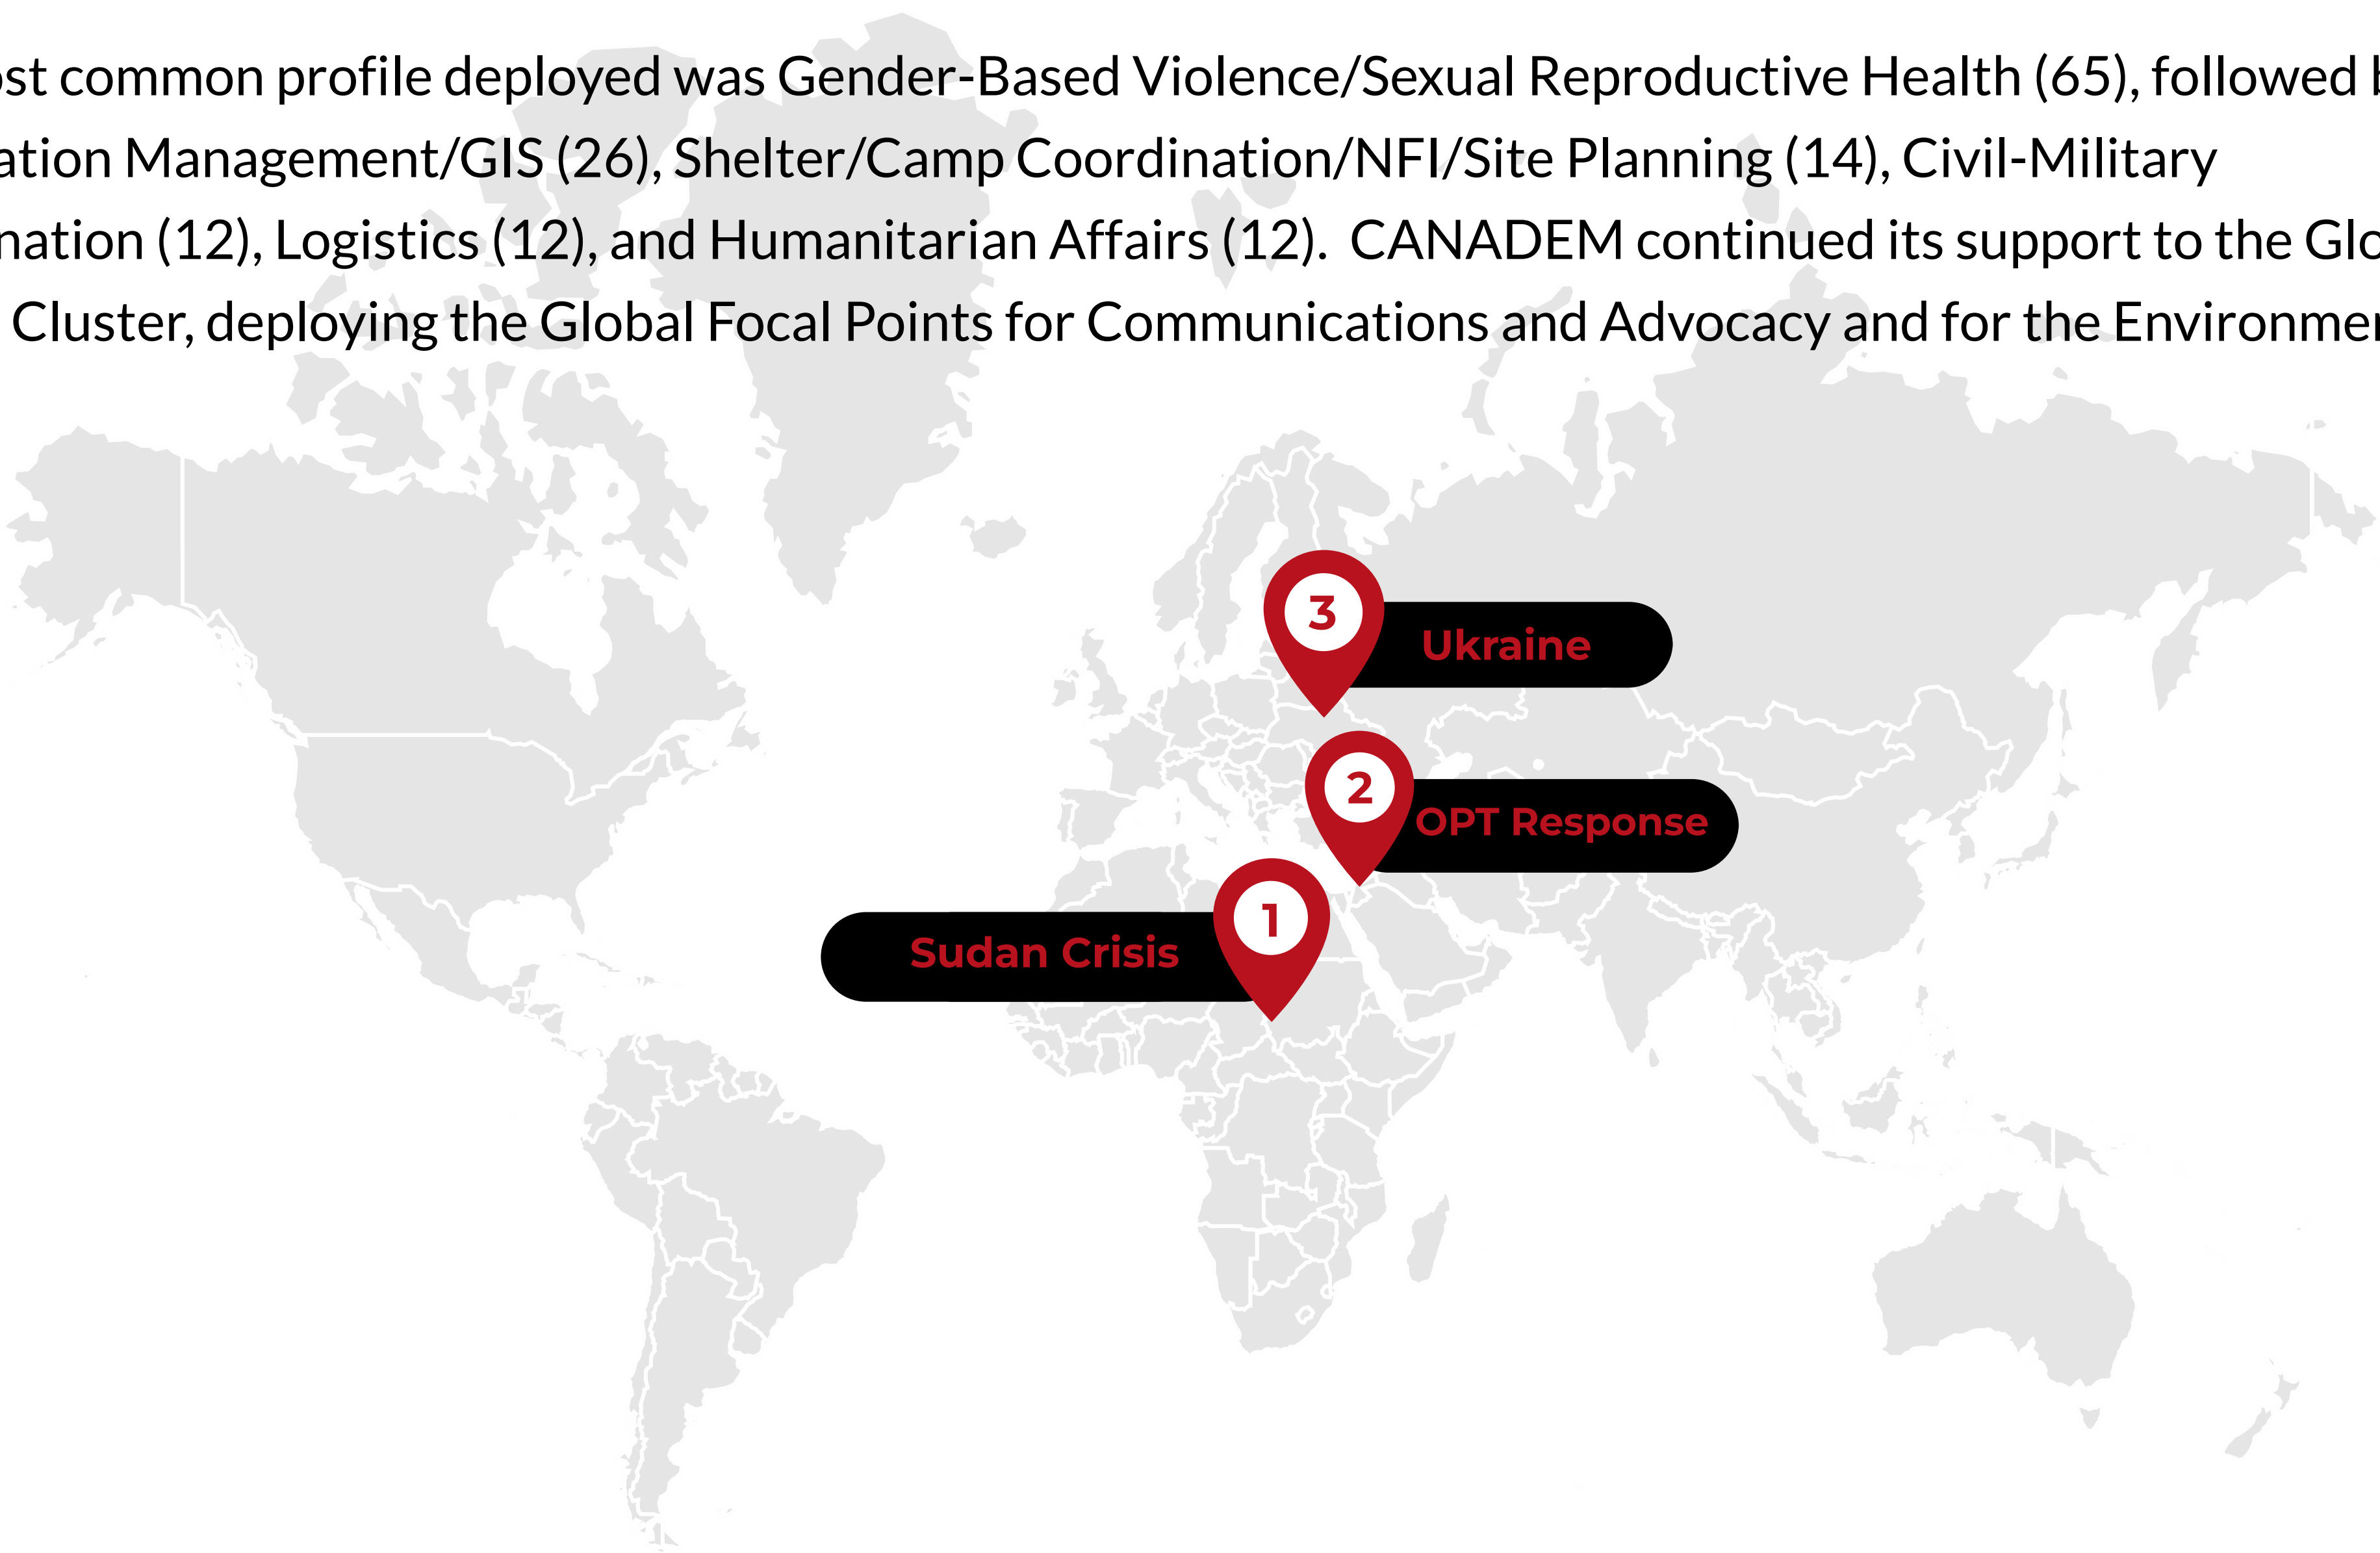 ost common profile deployed was Gender-Based Violence/Sexual Reproductive Health (65), followed b
ation Management/GIS (26), Shelter/Camp Coordination/NFI/Site Planning (14), Civil-Military
nation (12), Logistics (12), and Humanitarian Affairs (12).  CANADEM continued its support to the Glo
Cluster, deploying the Global Focal Points for Communications and Advocacy and for the Environmen
3
Ukraine
2
OPT Response
1
Sudan Crisis